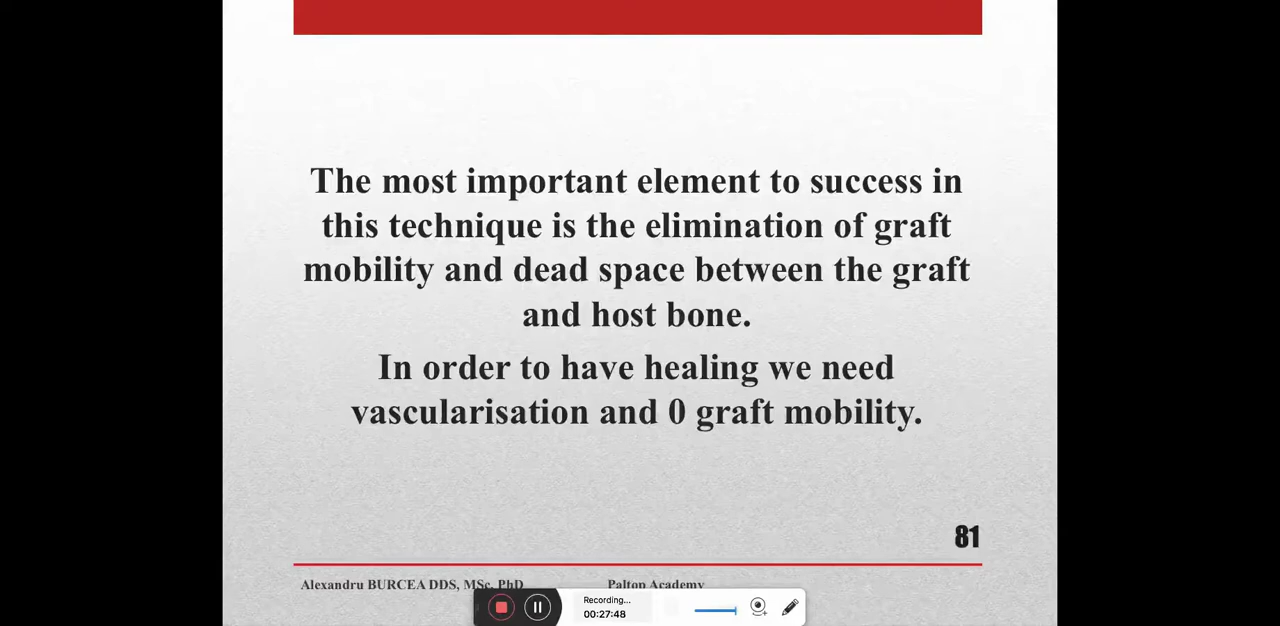 The most important element to success in
this technique is the elimination of graft
mobility and dead space between the graft
and host bone.
In order to have healing we need
vascularisation and 0 graft mobility.
81
Alexandru BURCEA DDS, MSc, PhD
Palton Academy
Recording...
00:27:48